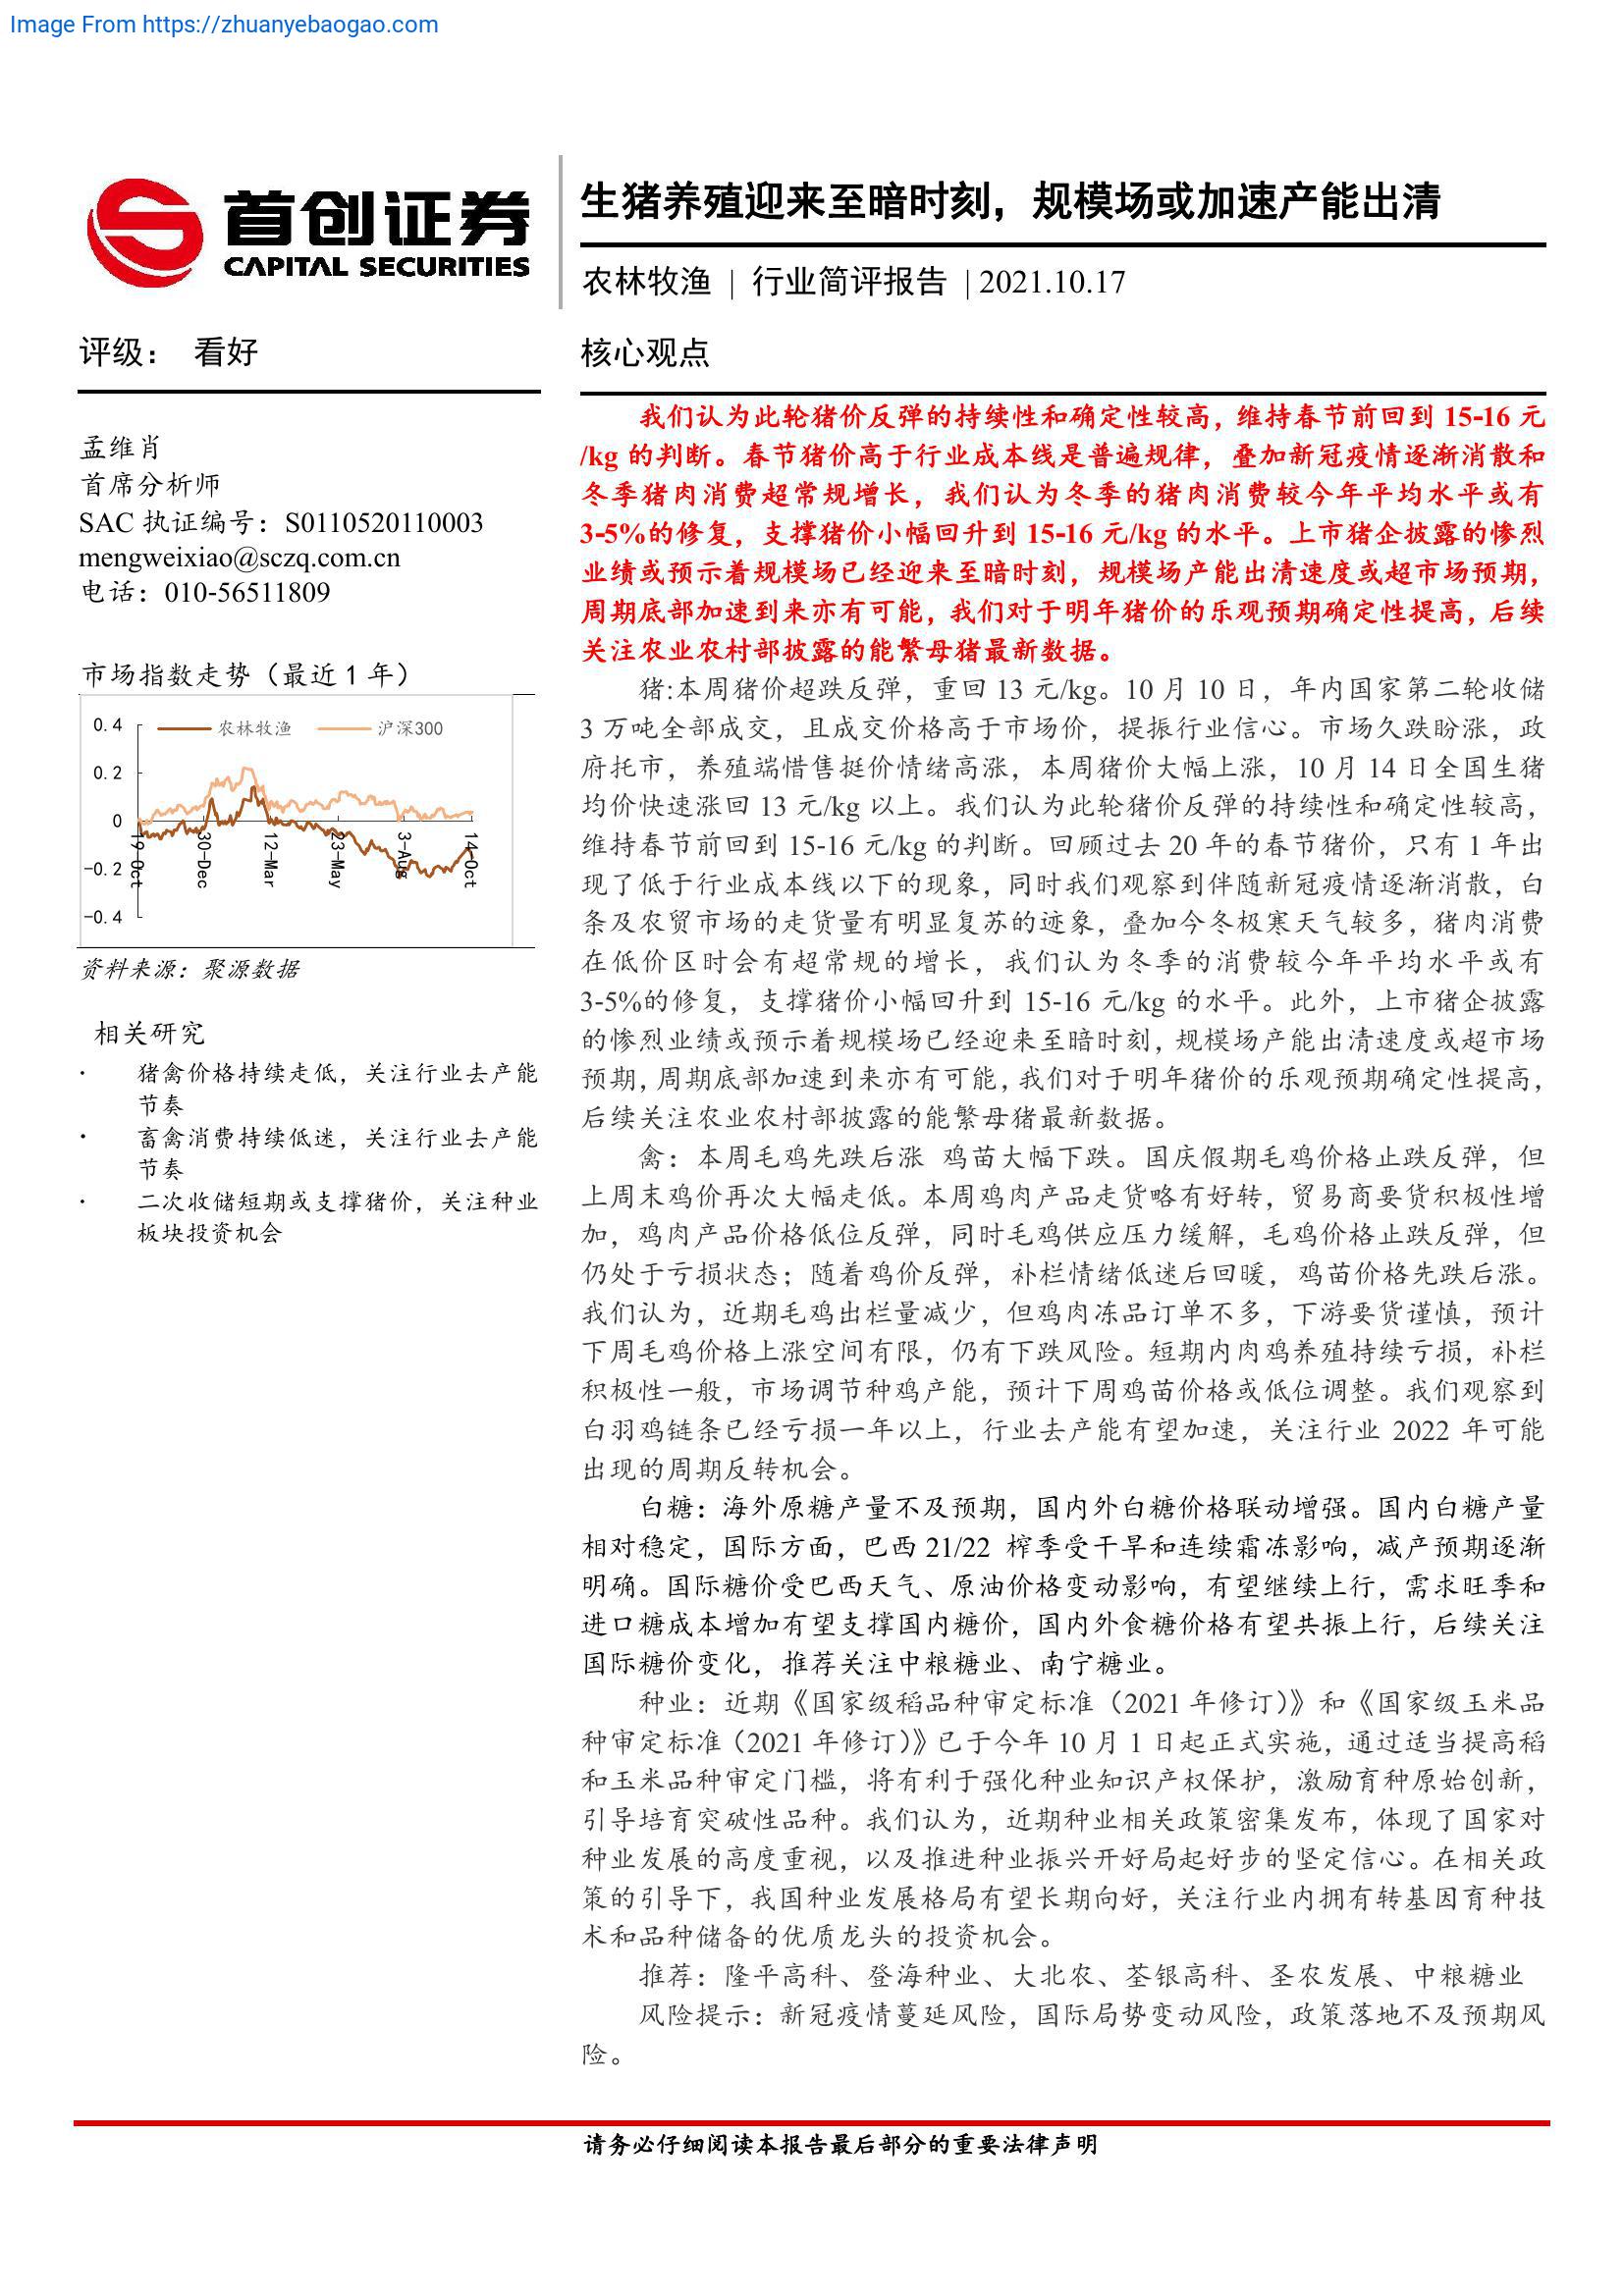 Image From https://zhuanyebaogao.com
首创证券
CAPITAL SECURITIES
生猪养殖迎来至暗时刻，规模场或加速产能出清
农林牧渔 | 行业简评报告 | 2021.10.17
评级： 看好
孟维肖
首席分析师
SAC 执证编号：S0110520110003
mengweixiao@sczq.com.cn
电话：010-56511809
市场指数走势（最近 1 年）
农林牧渔 沪深300
0.4
0.2
0
-0.2
-0.4
19-Oct
30-Dec
12-Mar
23-May
3-Aug
14-Oct
资料来源：聚源数据
相关研究
· 猪禽价格持续走低，关注行业去产能
节奏
· 畜禽消费持续低迷，关注行业去产能
节奏
· 二次收储短期或支撑猪价，关注种业
板块投资机会
核心观点
我们认为此轮猪价反弹的持续性和确定性较高，维持春节前回到 15-16 元
/kg 的判断。春节猪价高于行业成本线是普遍规律，叠加新冠疫情逐渐消散和
冬季猪肉消费超常规增长，我们认为冬季的猪肉消费较今年平均水平或有
3-5%的修复，支撑猪价小幅回升到 15-16 元/kg 的水平。上市猪企披露的惨烈
业绩或预示着规模场已经迎来至暗时刻，规模场产能出清速度或超市场预期，
周期底部加速到来亦有可能，我们对于明年猪价的乐观预期确定性提高，后续
关注农业农村部披露的能繁母猪最新数据。
猪:本周猪价超跌反弹，重回 13 元/kg。10 月 10 日，年内国家第二轮收储
3 万吨全部成交，且成交价格高于市场价，提振行业信心。市场久跌盼涨，政
府托市，养殖端惜售挺价情绪高涨，本周猪价大幅上涨，10 月 14 日全国生猪
均价快速涨回 13 元/kg 以上。我们认为此轮猪价反弹的持续性和确定性较高，
维持春节前回到 15-16 元/kg 的判断。回顾过去 20 年的春节猪价，只有 1 年出
现了低于行业成本线以下的现象，同时我们观察到伴随新冠疫情逐渐消散，白
条及农贸市场的走货量有明显复苏的迹象，叠加今冬极寒天气较多，猪肉消费
在低价区时会有超常规的增长，我们认为冬季的消费较今年平均水平或有
3-5%的修复，支撑猪价小幅回升到 15-16 元/kg 的水平。此外，上市猪企披露
的惨烈业绩或预示着规模场已经迎来至暗时刻，规模场产能出清速度或超市场
预期，周期底部加速到来亦有可能，我们对于明年猪价的乐观预期确定性提高，
后续关注农业农村部披露的能繁母猪最新数据。
禽：本周毛鸡先跌后涨 鸡苗大幅下跌。国庆假期毛鸡价格止跌反弹，但
上周末鸡价再次大幅走低。本周鸡肉产品走货略有好转，贸易商要货积极性增
加，鸡肉产品价格低位反弹，同时毛鸡供应压力缓解，毛鸡价格止跌反弹，但
仍处于亏损状态；随着鸡价反弹，补栏情绪低迷后回暖，鸡苗价格先跌后涨。
我们认为，近期毛鸡出栏量减少，但鸡肉冻品订单不多，下游要货谨慎，预计
下周毛鸡价格上涨空间有限，仍有下跌风险。短期内肉鸡养殖持续亏损，补栏
积极性一般，市场调节种鸡产能，预计下周鸡苗价格或低位调整。我们观察到
白羽鸡链条已经亏损一年以上，行业去产能有望加速，关注行业 2022 年可能
出现的周期反转机会。
白糖：海外原糖产量不及预期，国内外白糖价格联动增强。国内白糖产量
相对稳定，国际方面，巴西 21/22 榨季受干旱和连续霜冻影响，减产预期逐渐
明确。国际糖价受巴西天气、原油价格变动影响，有望继续上行，需求旺季和
进口糖成本增加有望支撑国内糖价，国内外食糖价格有望共振上行，后续关注
国际糖价变化，推荐关注中粮糖业、南宁糖业。
种业：近期《国家级稻品种审定标准（2021 年修订）》和《国家级玉米品
种审定标准（2021 年修订）》已于今年 10 月 1 日起正式实施，通过适当提高稻
和玉米品种审定门槛，将有利于强化种业知识产权保护，激励育种原始创新，
引导培育突破性品种。我们认为，近期种业相关政策密集发布，体现了国家对
种业发展的高度重视，以及推进种业振兴开好局起好步的坚定信心。在相关政
策的引导下，我国种业发展格局有望长期向好，关注行业内拥有转基因育种技
术和品种储备的优质龙头的投资机会。
推荐：隆平高科、登海种业、大北农、荃银高科、圣农发展、中粮糖业
风险提示：新冠疫情蔓延风险，国际局势变动风险，政策落地不及预期风
险。
请务必仔细阅读本报告最后部分的重要法律声明